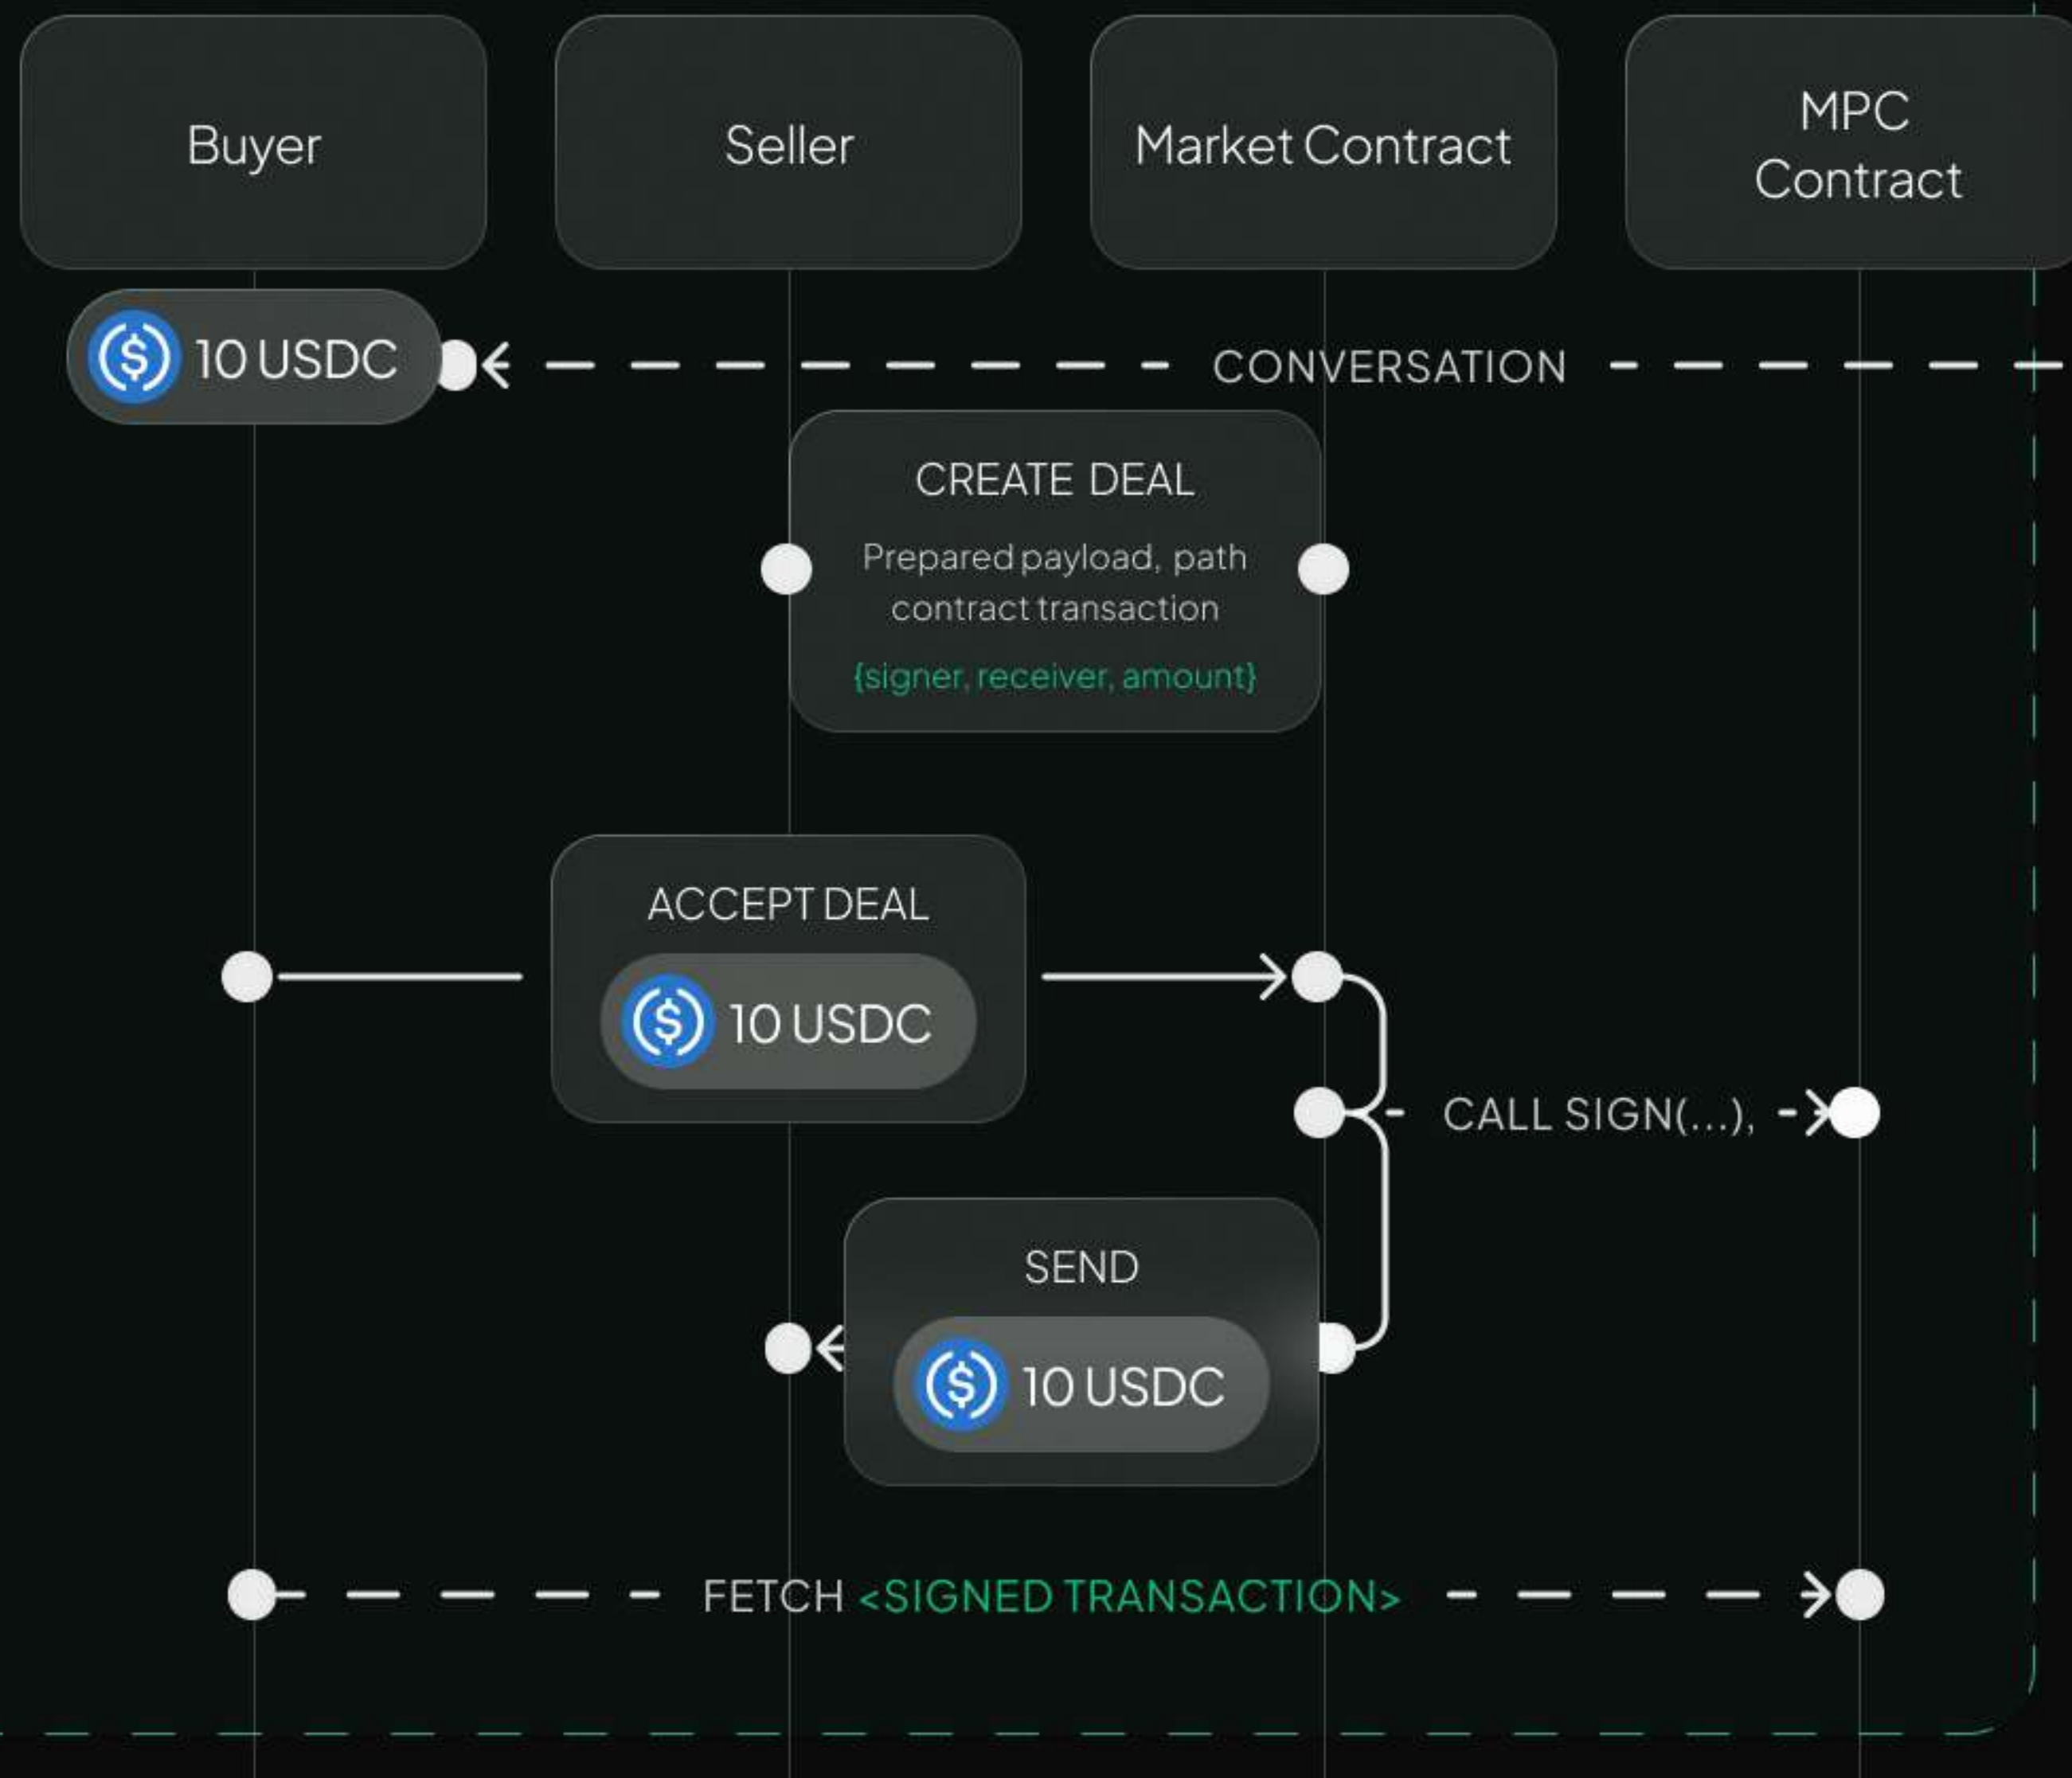 Buyer
Seller
Market Contract
MPC
Contract
10 USDC
CONVERSATION
CREATE DEAL
Prepared payload, path
contract transaction
{signer, receiver, amount}
ACCEPT DEAL
10 USDC
CALL SIGN(...),
SEND
10 USDC
FETCH <SIGNED TRANSACTION>